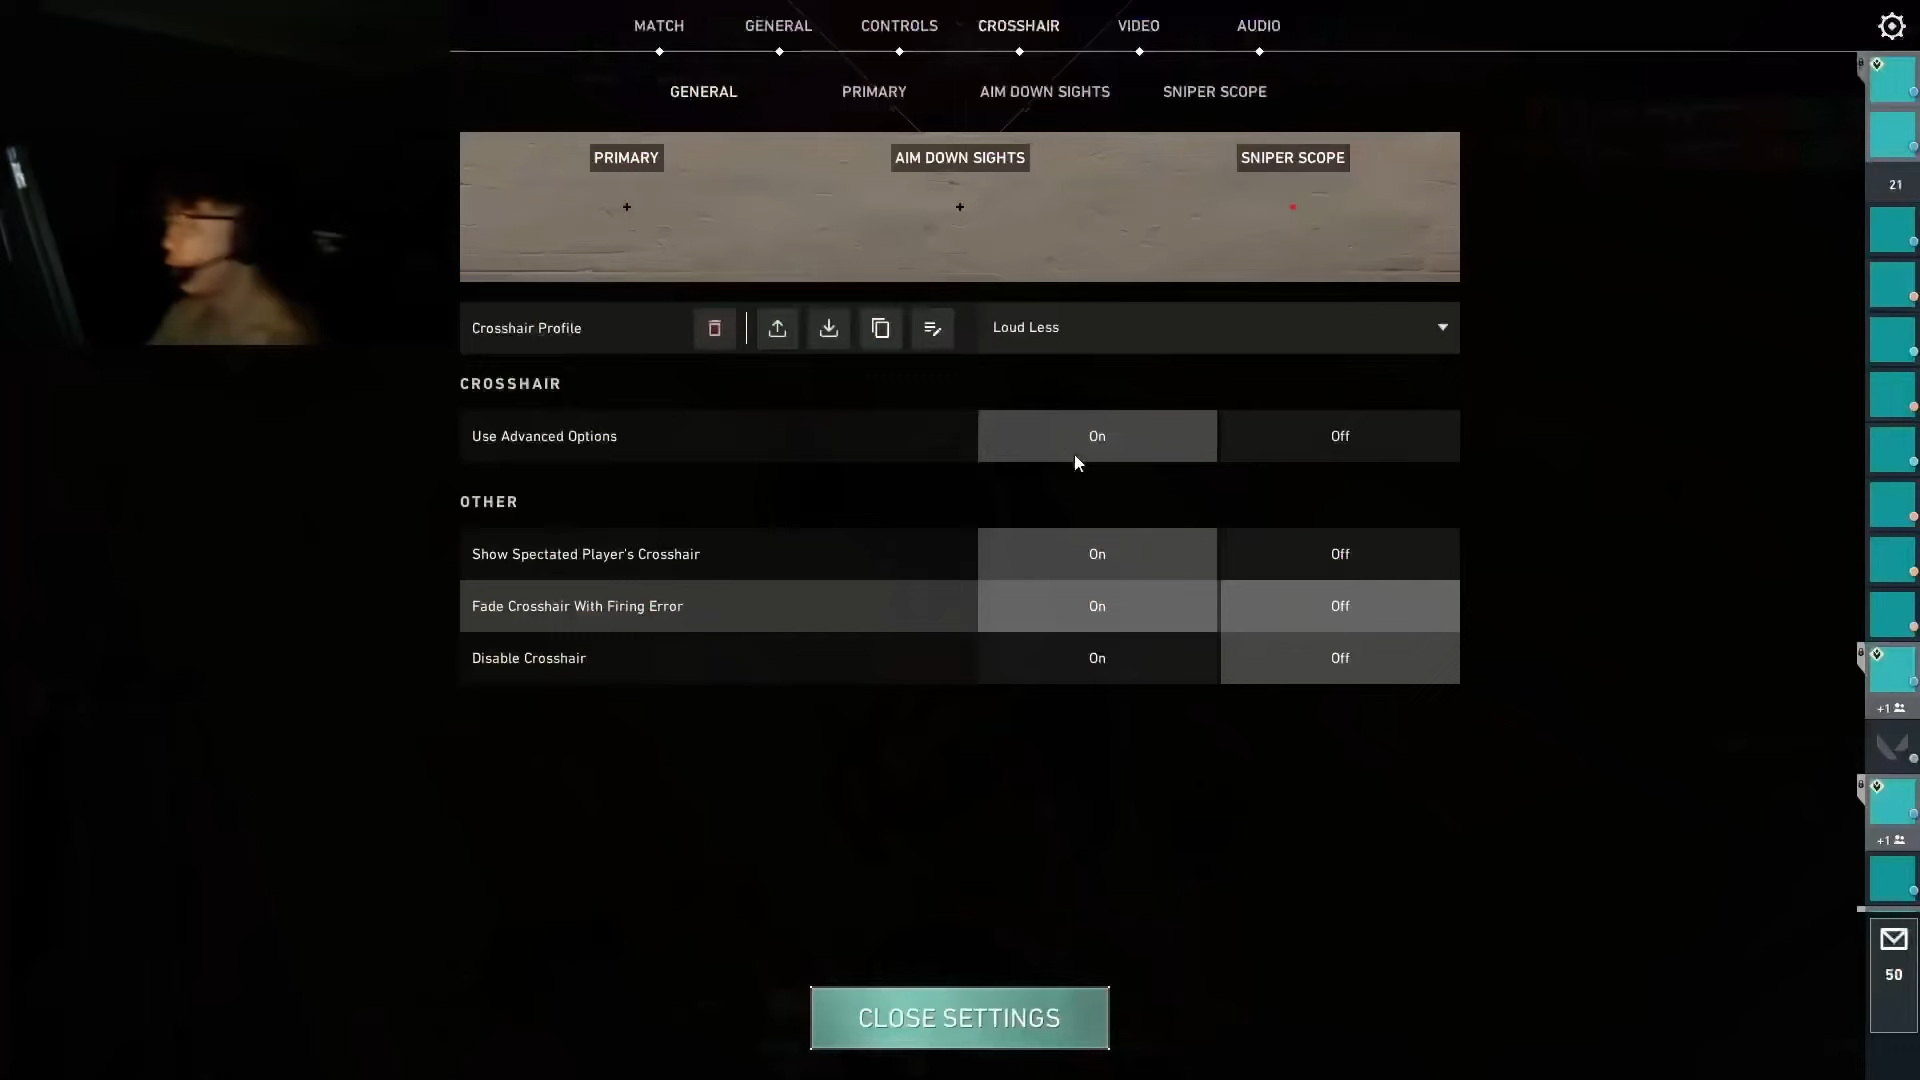 MATCH GENERAL CONTROLS CROSSHAIR VIDEO AUDIO
GENERAL PRIMARY AIM DOWN SIGHTS SNIPER SCOPE
PRIMARY AIM DOWN SIGHTS SNIPER SCOPE
Crosshair Profile Loud Less
CROSSHAIR
Use Advanced Options On Off
OTHER
Show Spectated Player's Crosshair On Off
Fade Crosshair With Firing Error On Off
Disable Crosshair On Off
CLOSE SETTINGS
21
+1
+1
50